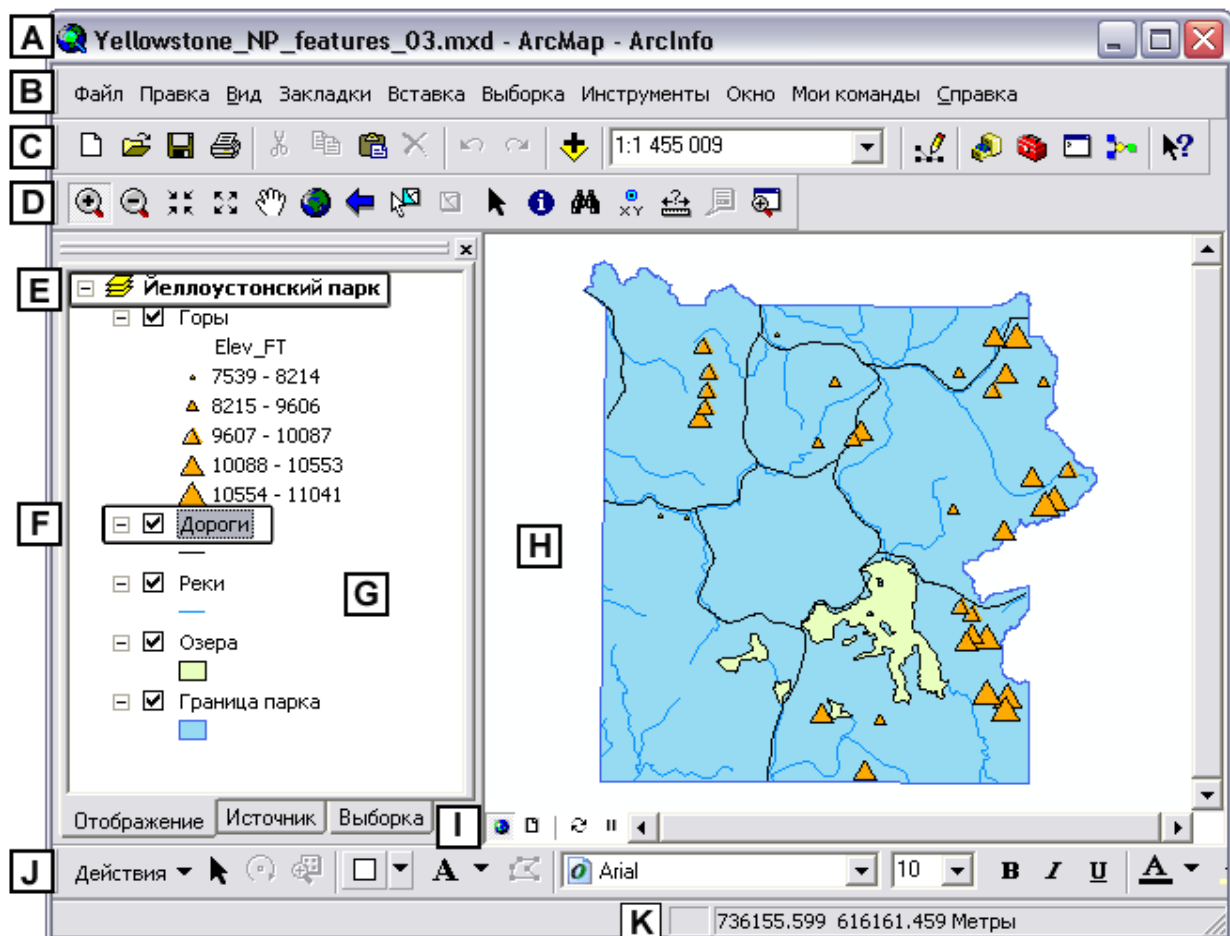 A Yellowstone_NP_features_03.mxd - ArcMap - ArcInfo
B Файл Правка Вид Закладки Вставка Выборка Инструменты Окно Мои команды Справка
C 1:1 455 009
D XY
E Йеллоустонский парк
Горы
Elev_FT
7539 - 8214
8215 - 9606
9607 - 10087
10088 - 10553
10554 - 11041
F Дороги
H
Реки
G
Озера
Граница парка
Отображение Источник Выборка I
J Действия A Arial 10 B I U A
K 736155.599 616161.459 Метры